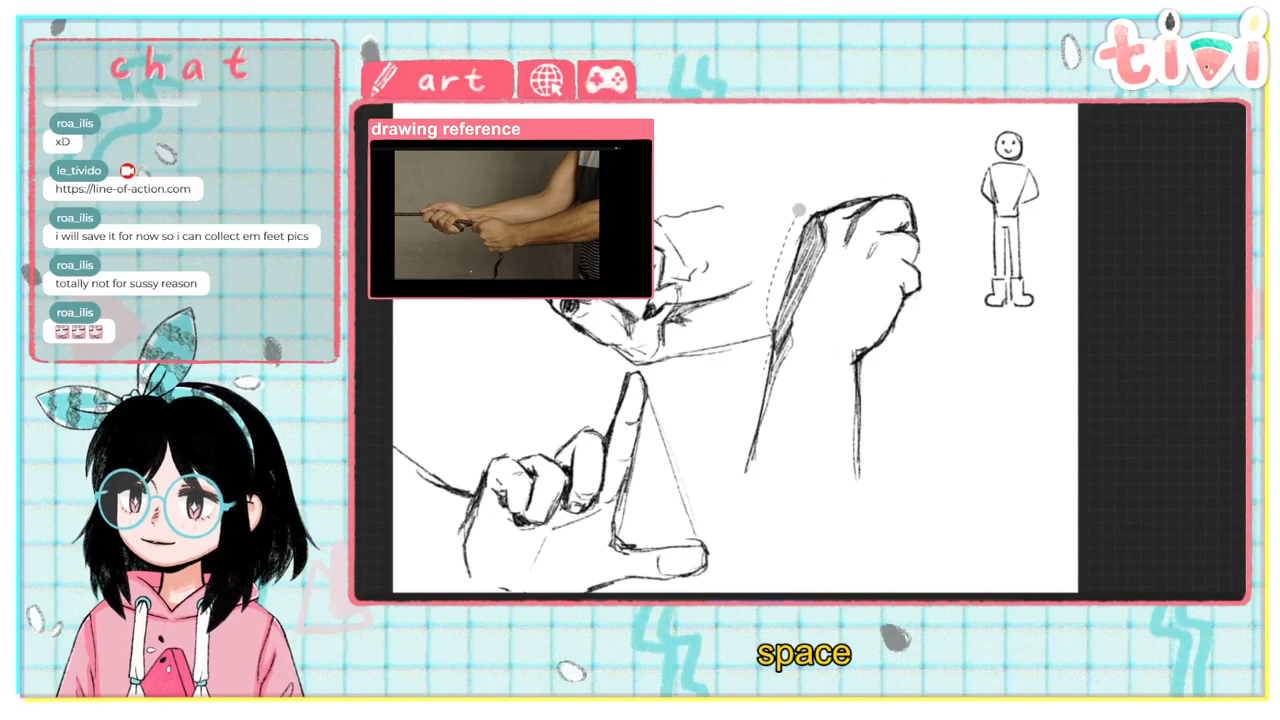 chat
roa_ilis
xD
le_tivido
https://line-of-action.com
roa_ilis
i will save it for now so i can collect em feet pics
roa_ilis
totally not for sussy reason
roa_ilis
art
tivi
drawing reference
space